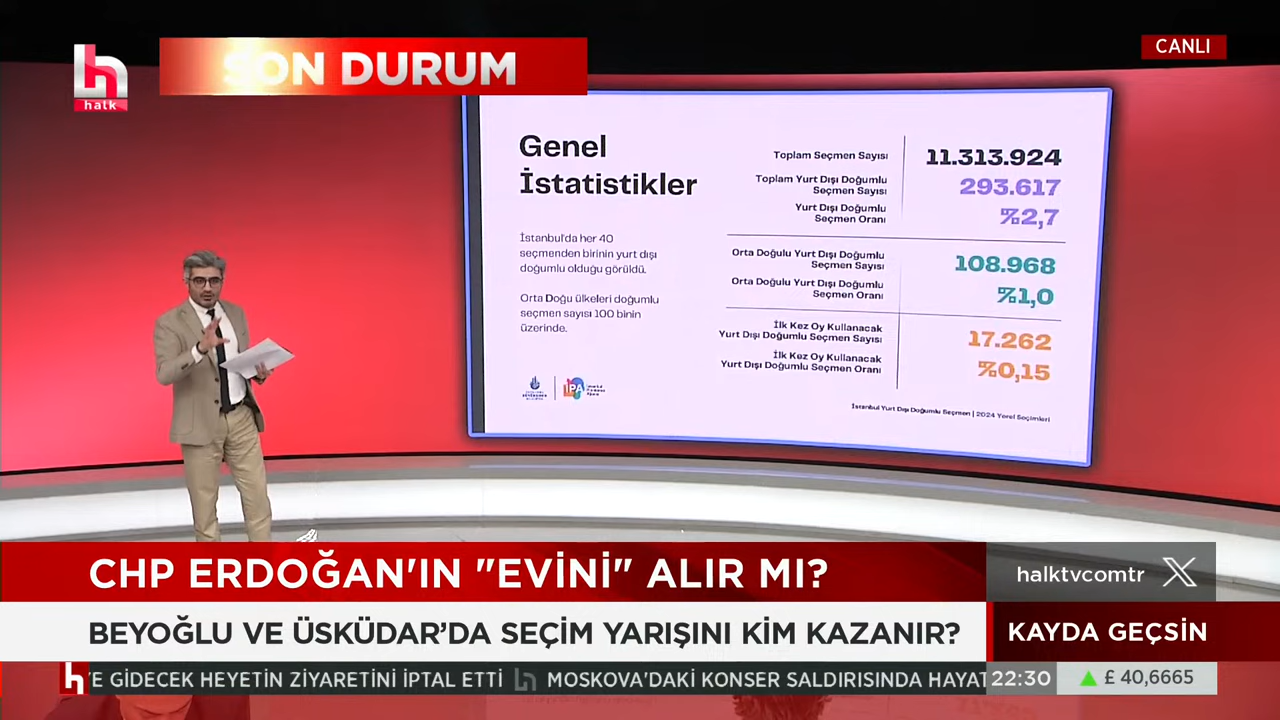 SON DURUM
CANLI
halk
Genel
İstatistikler
İstanbul'da her 40
seçmenden birinin yurt dışı
doğumlu olduğu görüldü.
Orta Doğu ülkeleri doğumlu
seçmen sayısı 100 binin
üzerinde.
Toplam Seçmen Sayısı
11.313.924
Toplam Yurt Dışı Doğumlu
Seçmen Sayısı
293.617
Yurt Dışı Doğumlu
Seçmen Oranı
%2,7
Orta Doğulu Yurt Dışı Doğumlu
Seçmen Sayısı
108.968
Orta Doğulu Yurt Dışı Doğumlu
Seçmen Oranı
%1,0
İlk Kez Oy Kullanacak
Yurt Dışı Doğumlu Seçmen Sayısı
17.262
İlk Kez Oy Kullanacak
Yurt Dışı Doğumlu Seçmen Oranı
%0,15
İPA
İstanbul Yurt Dışı Doğumlu Seçmen | 2024 Yerel Seçimleri
CHP ERDOĞAN'IN "EVİNİ" ALIR MI?
halktvcomtr X
BEYOĞLU VE ÜSKÜDAR’DA SEÇİM YARIŞINI KİM KAZANIR?
KAYDA GEÇSİN
GİDECEK HEYETİN ZİYARETİNİ İPTAL ETTİ MOSKOVA'DAKİ KONSER SALDIRISINDA HAYAT
22:30
£ 40,6665